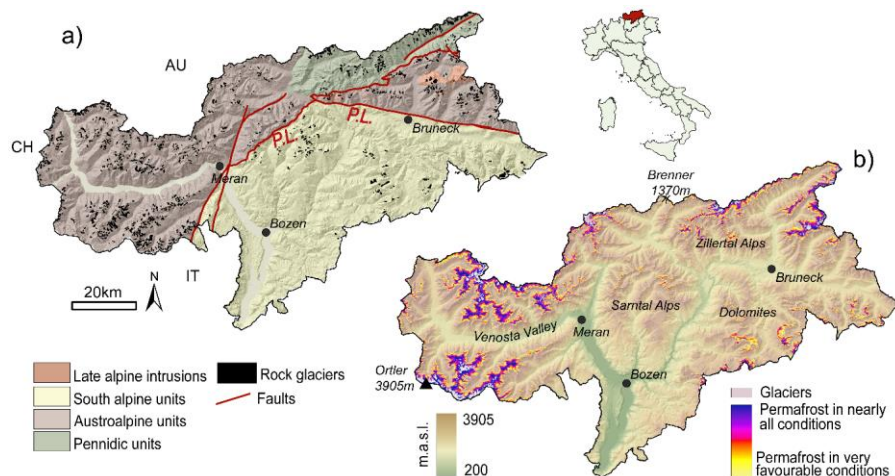 a)
AU
CH
IT
P.L.
P.L.
Bruneck
Meran
Bozen
N
20km
Late alpine intrusions
South alpine units
Austroalpine units
Pennidic units
Rock glaciers
Faults
b)
Brenner
1370m
Zillertal Alps
Bruneck
Sarntal Alps
Dolomites
Venosta Valley
Meran
Ortler
3905m
Bozen
m.a.s.l.
3905
200
Glaciers
Permafrost in nearly
all conditions
Permafrost in very
favourable conditions